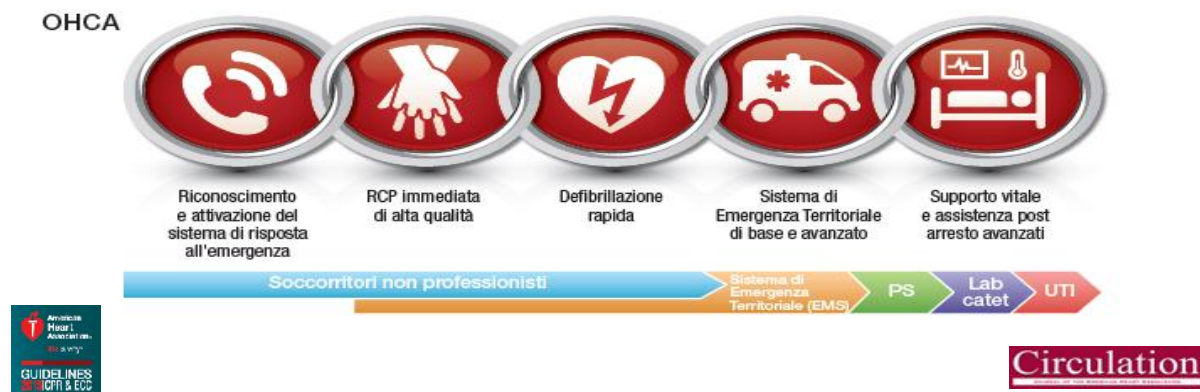 OHCA
Riconoscimento
e attivazione del
sistema di risposta
all'emergenza
RCP immediata
di alta qualità
Defibrillazione
rapida
Sistema di
Emergenza Territoriale
di base e avanzato
Supporto vitale
e assistenza post
arresto avanzati
Soccorritori non professionisti
Sistema di
Emergenza
Territoriale (EMS)
PS
Lab
catet
UTI
American
Heart
Association
GUIDELINES
CPR & ECC
Circulation